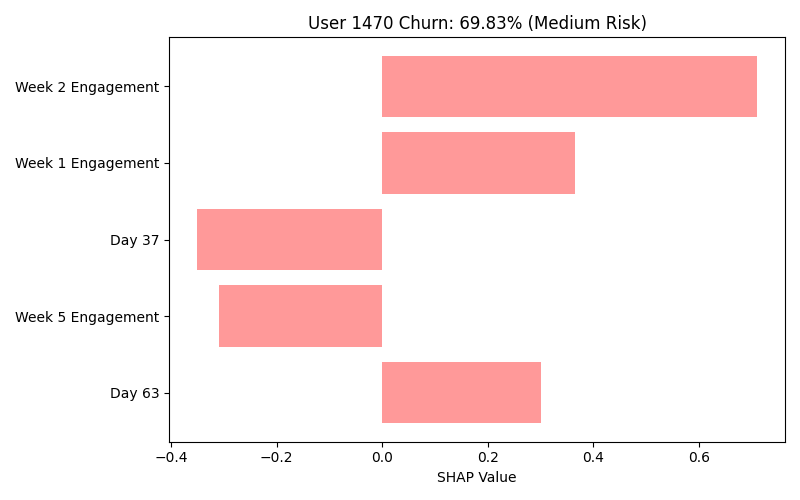 User 1470 Churn: 69.83% (Medium Risk)
Week 2 Engagement
Week 1 Engagement
Day 37
Week 5 Engagement
Day 63
−0.4 −0.2 0.0 0.2 0.4 0.6
SHAP Value